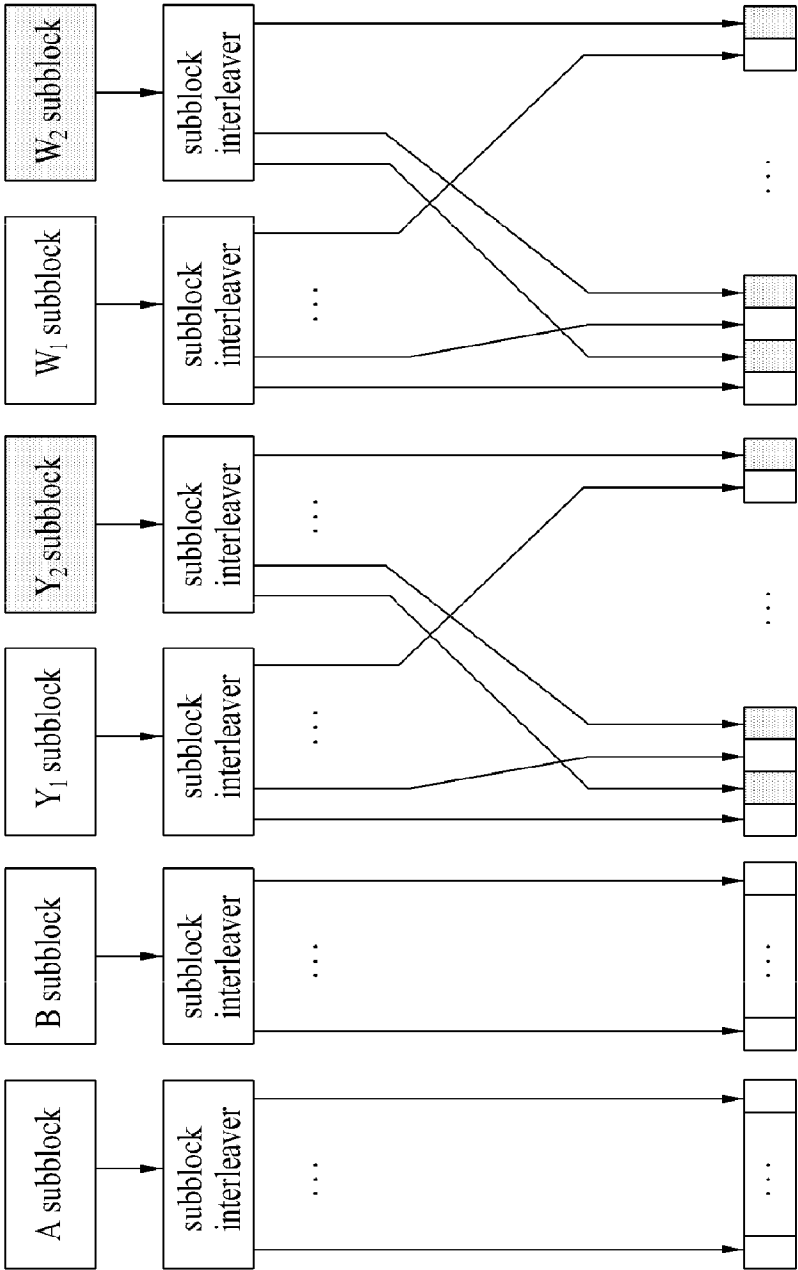 A subblock
B subblock
Y₁ subblock
Y₂ subblock
W₁ subblock
W₂ subblock
subblock
interleaver
subblock
interleaver
subblock
interleaver
subblock
interleaver
subblock
interleaver
subblock
interleaver